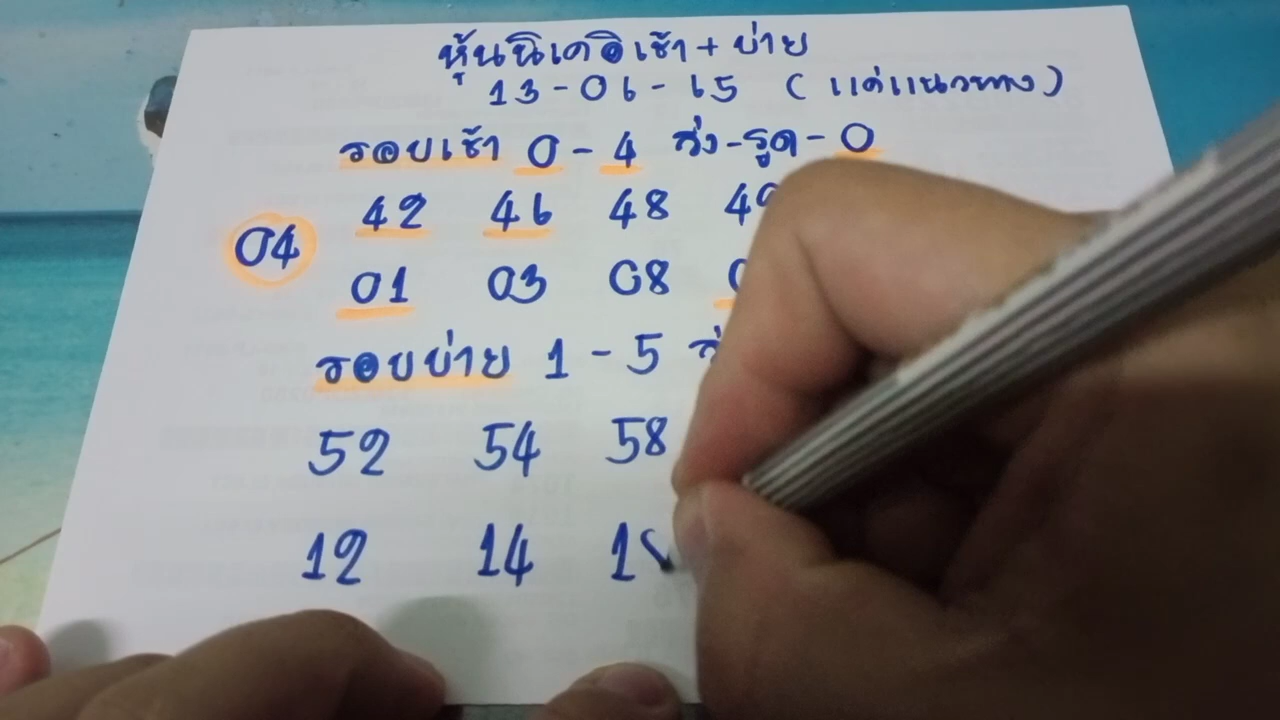 หุ้นนิเคอิเช้า + บ่าย
13-06-65 (แค่แนวทาง)
รอบเช้า 0-4 วิ่ง-รูด-0
42 46 48
04
01 03 08
รอบบ่าย 1-5
52 54 58
12 14